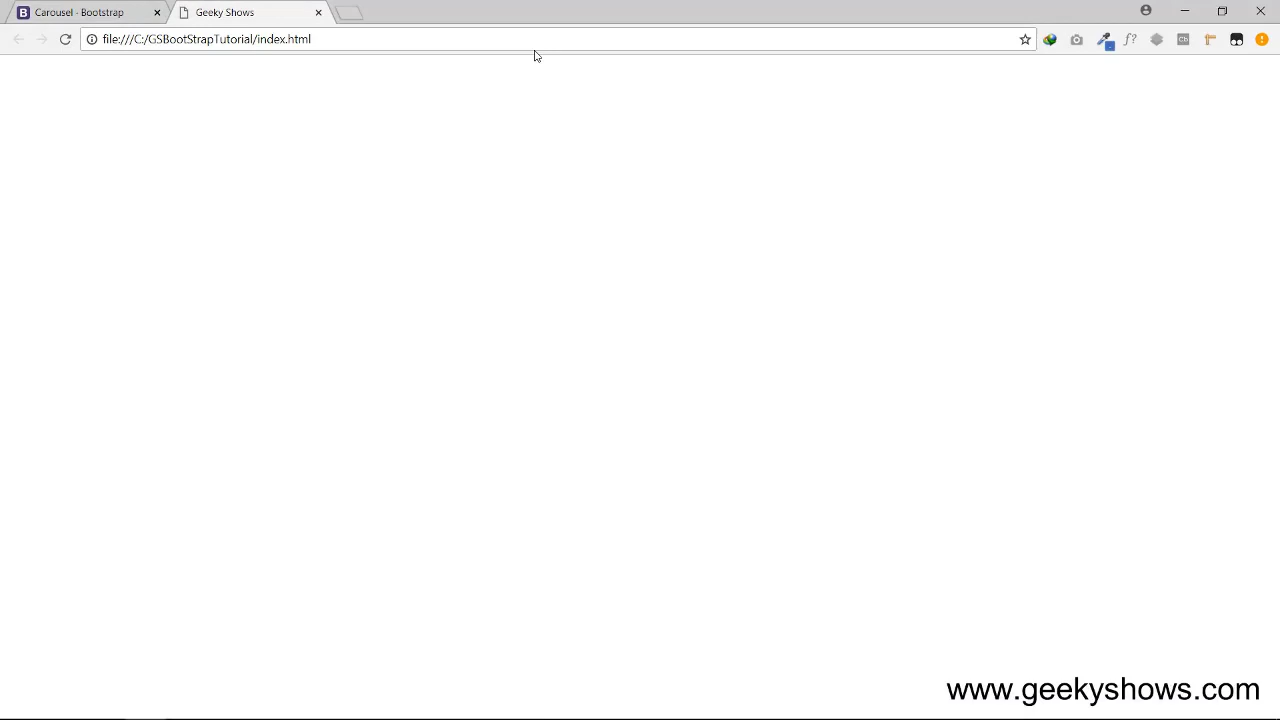 Carousel - Bootstrap
Geeky Shows
file:///C:/GSBootStrapTutorial/index.html
www.geekyshows.com